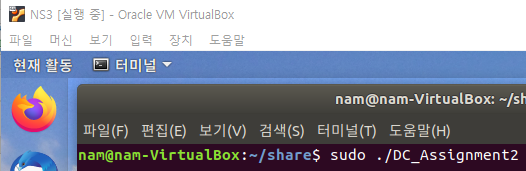 NS3 [실행 중] - Oracle VM VirtualBox
파일 머신 보기 입력 장치 도움말
현재 활동 터미널
nam@nam-VirtualBox: ~/sh
파일(F) 편집(E) 보기(V) 검색(S) 터미널(T) 도움말(H)
nam@nam-VirtualBox:~/share$ sudo ./DC_Assignment2